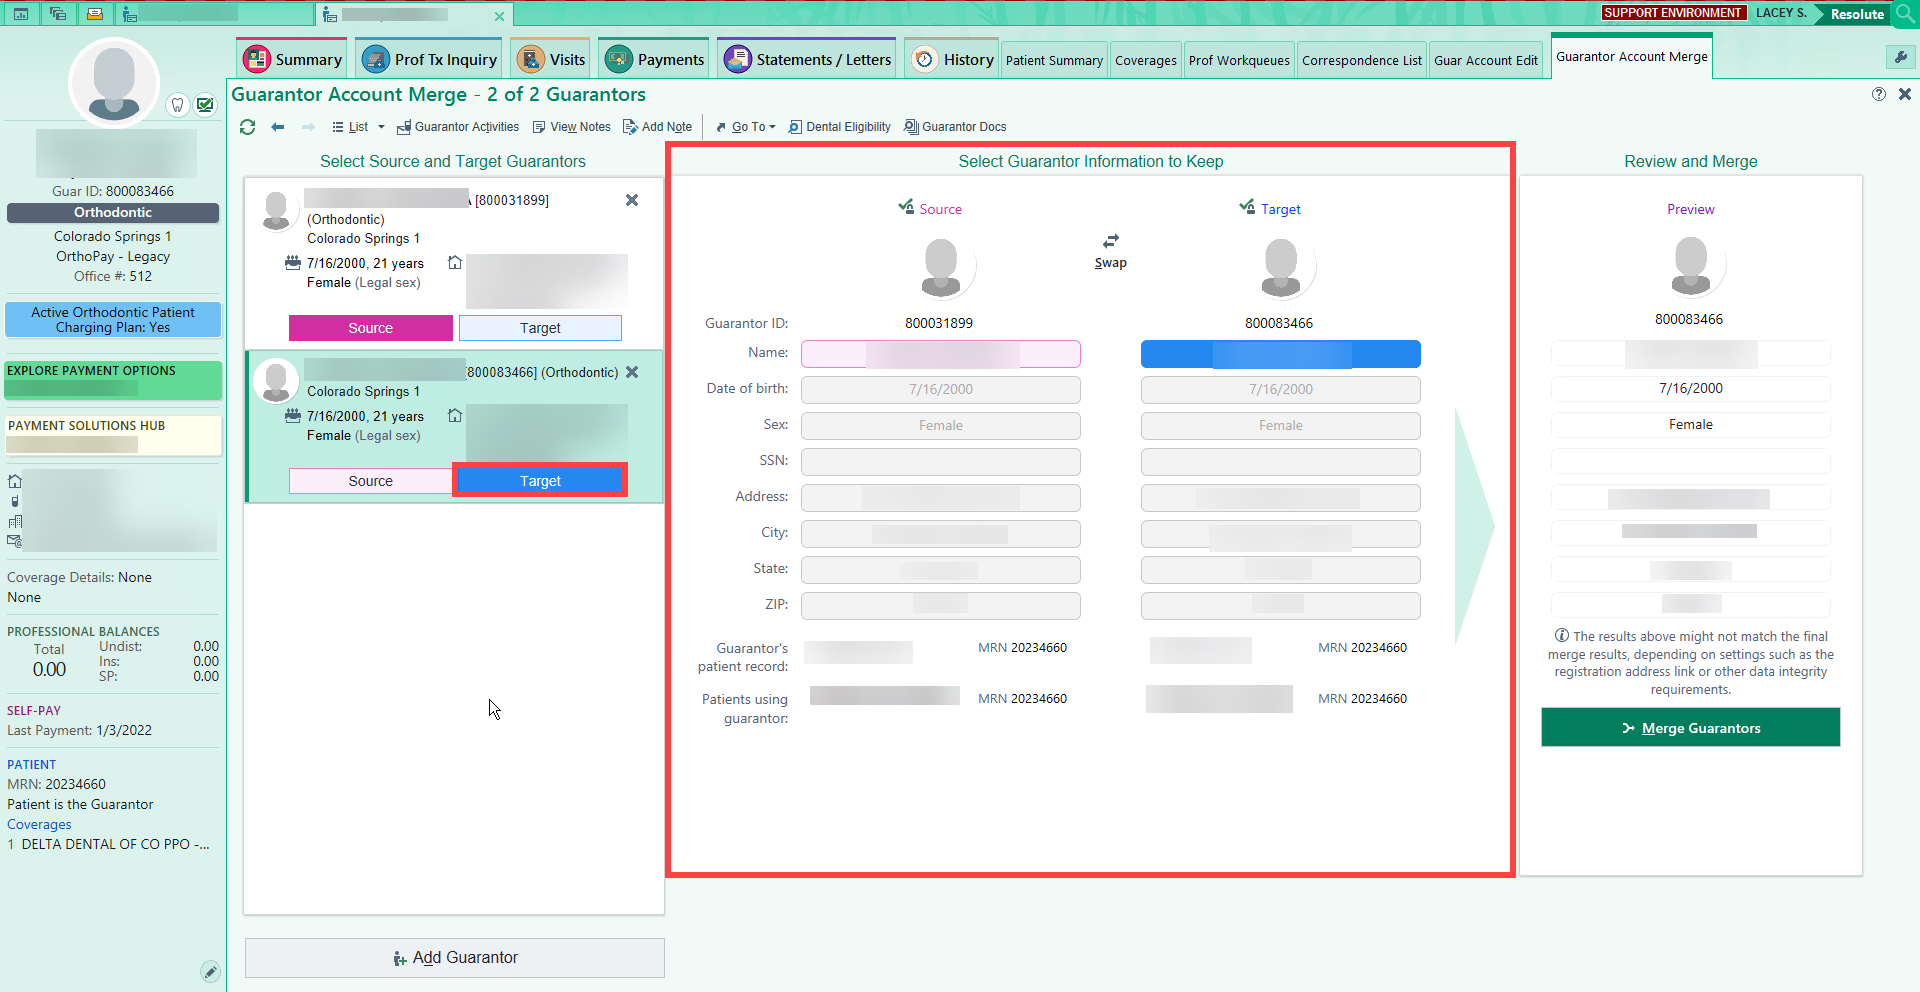 SUPPORT ENVIRONMENT LACEY S. Resolute
Summary Prof Tx Inquiry Visits Payments Statements / Letters History Patient Summary Coverages Prof Workqueues Correspondence List Guar Account Edit Guarantor Account Merge
Guarantor Account Merge - 2 of 2 Guarantors
List Guarantor Activities View Notes Add Note Go To Dental Eligibility Guarantor Docs
Guar ID: 800083466
Orthodontic
Colorado Springs 1
OrthoPay - Legacy
Office #: 512
Active Orthodontic Patient
Charging Plan: Yes
EXPLORE PAYMENT OPTIONS
PAYMENT SOLUTIONS HUB
Coverage Details: None
None
PROFESSIONAL BALANCES
Total
0.00
Undist: 0.00
Ins: 0.00
SP: 0.00
SELF-PAY
Last Payment: 1/3/2022
PATIENT
MRN: 20234660
Patient is the Guarantor
Coverages
1 DELTA DENTAL OF CO PPO -...
Select Source and Target Guarantors
[800031899]
(Orthodontic)
Colorado Springs 1
7/16/2000, 21 years
Female (Legal sex)
Source Target
[800083466] (Orthodontic)
Colorado Springs 1
7/16/2000, 21 years
Female (Legal sex)
Source Target
Add Guarantor
Select Guarantor Information to Keep
Source Target
Swap
Guarantor ID: 800031899 800083466
Name:
Date of birth: 7/16/2000 7/16/2000
Sex: Female Female
SSN:
Address:
City:
State:
ZIP:
Guarantor's
patient record: MRN 20234660 MRN 20234660
Patients using
guarantor: MRN 20234660 MRN 20234660
Review and Merge
Preview
800083466
7/16/2000
Female
The results above might not match the final
merge results, depending on settings such as the
registration address link or other data integrity
requirements.
Merge Guarantors